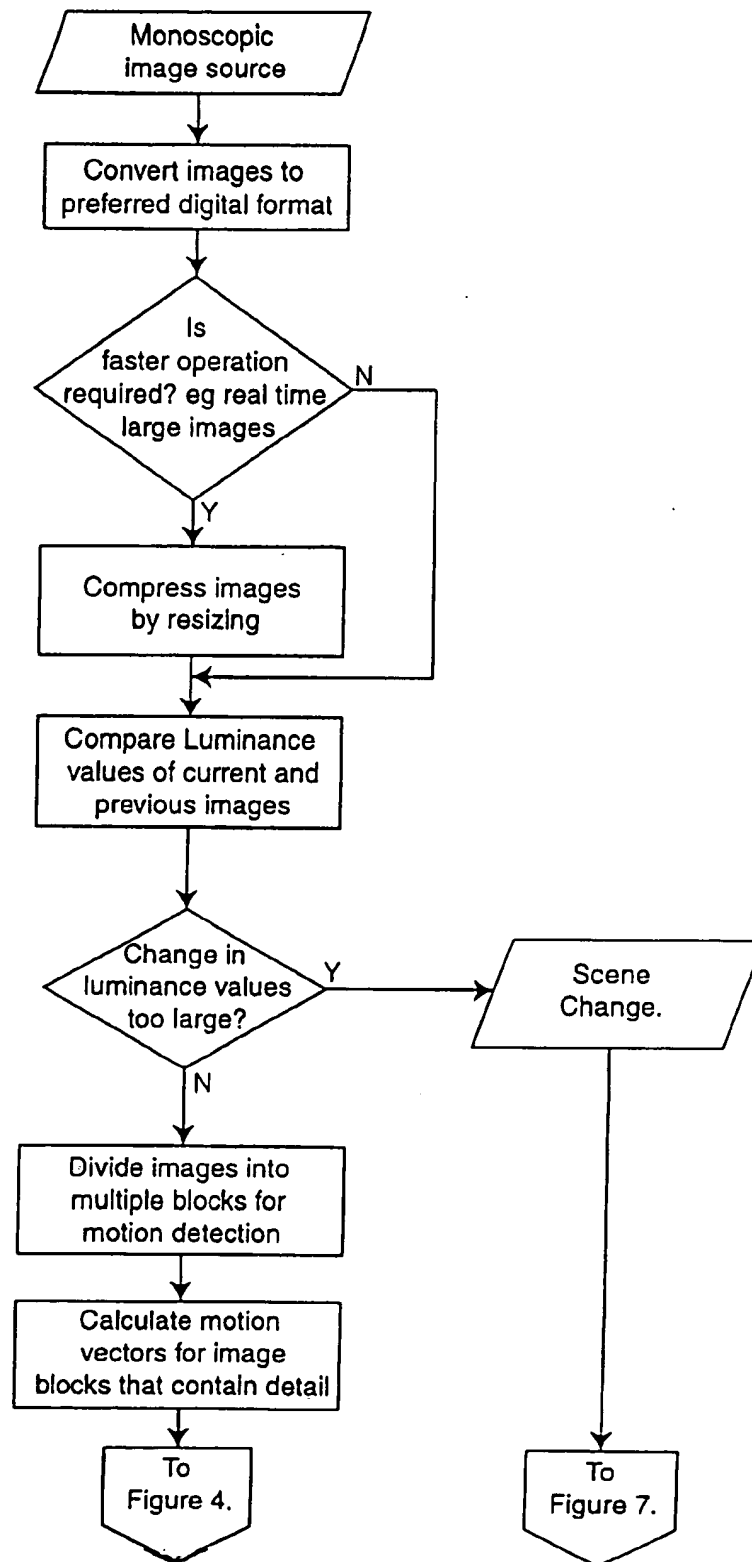 Monoscopic
image source
Convert images to
preferred digital format
Is
faster operation
required? eg real time
large images
N
Y
Compress images
by resizing
Compare Luminance
values of current and
previous images
Change in
luminance values
too large?
Y
N
Scene
Change.
Divide images into
multiple blocks for
motion detection
Calculate motion
vectors for image
blocks that contain detail
To
Figure 4.
To
Figure 7.